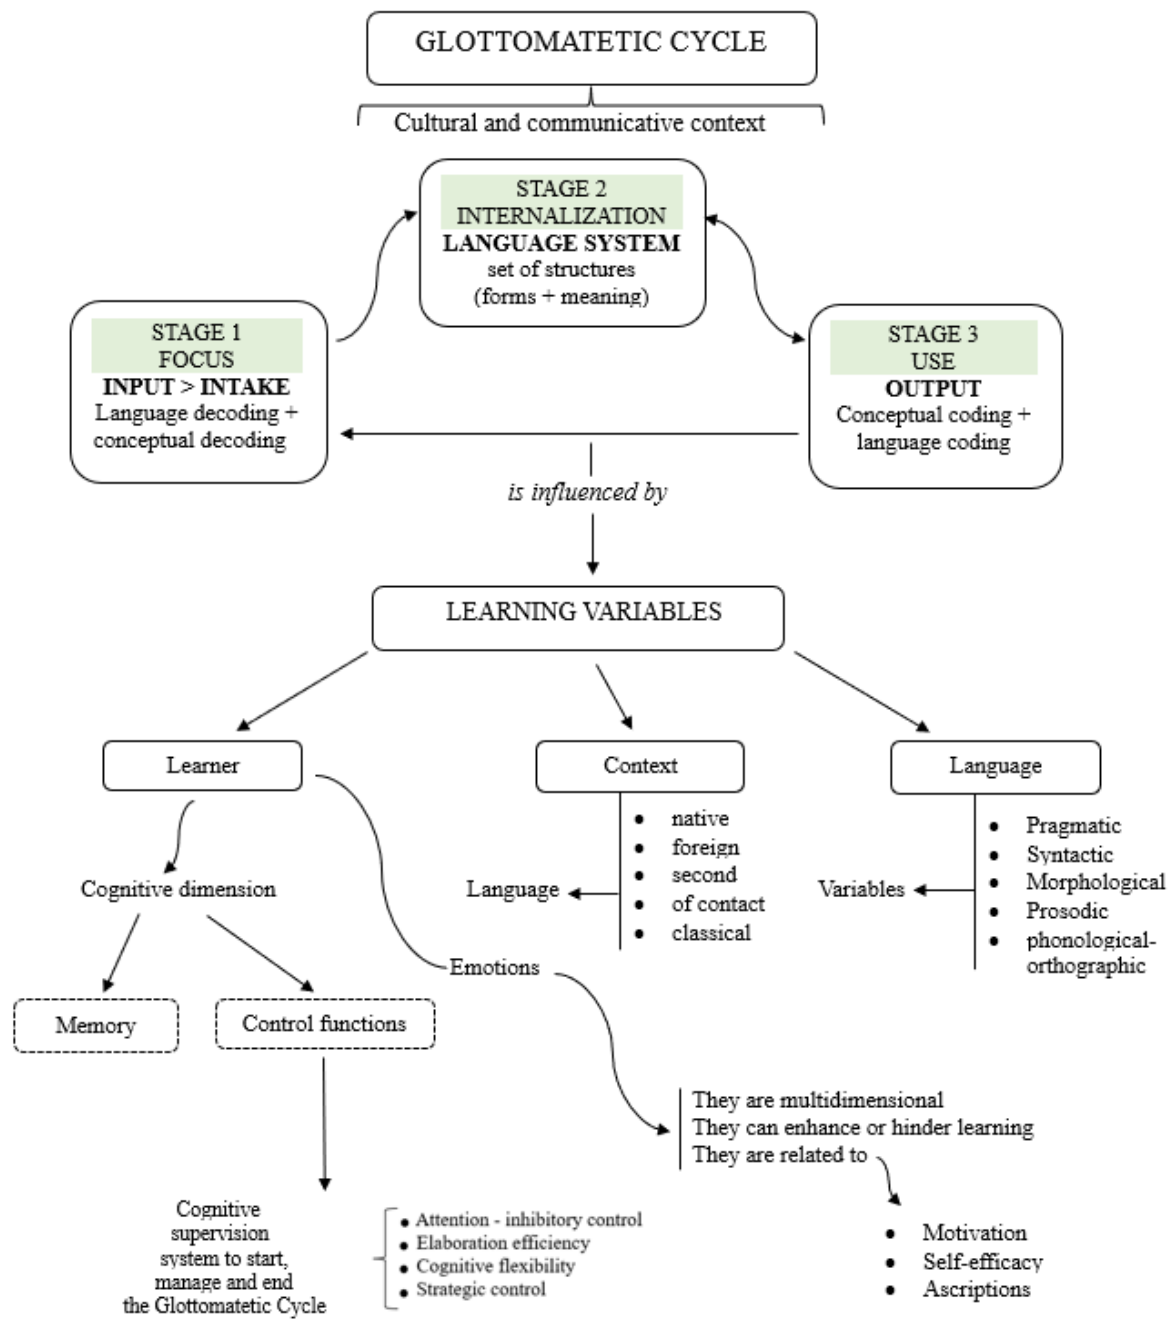 GLOTTOMATETIC CYCLE
Cultural and communicative context
STAGE 2
INTERNALIZATION
LANGUAGE SYSTEM
set of structures
(forms + meaning)
STAGE 1
FOCUS
INPUT > INTAKE
Language decoding +
conceptual decoding
STAGE 3
USE
OUTPUT
Conceptual coding +
language coding
is influenced by
LEARNING VARIABLES
Learner
Context
Language
Cognitive dimension
Language
• native
• foreign
• second
• of contact
• classical
Variables
• Pragmatic
• Syntactic
• Morphological
• Prosodic
• phonological-
orthographic
Emotions
Memory
Control functions
They are multidimensional
They can enhance or hinder learning
They are related to
Cognitive
supervision
system to start,
manage and end
the Glottomatetic Cycle
• Attention - inhibitory control
• Elaboration efficiency
• Cognitive flexibility
• Strategic control
• Motivation
• Self-efficacy
• Ascriptions